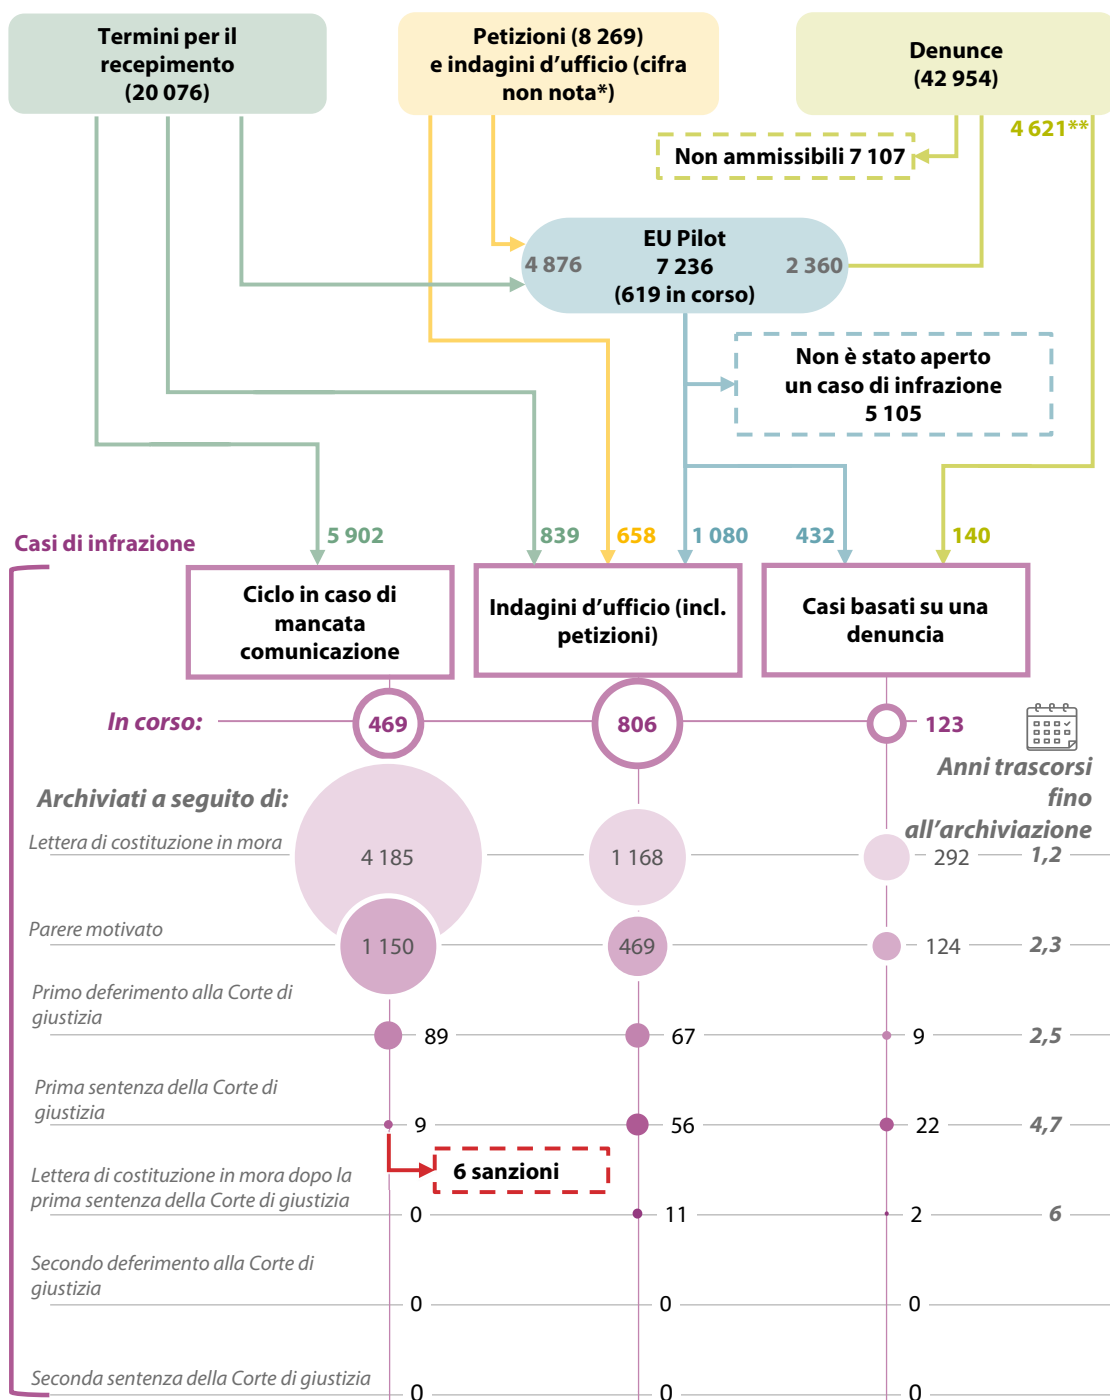 Termini per il
recepimento
(20 076)
Petizioni (8 269)
e indagini d’ufficio (cifra
non nota*)
Denunce
(42 954)
4 621**
Non ammissibili 7 107
EU Pilot
4 876
7 236
2 360
(619 in corso)
Non è stato aperto
un caso di infrazione
5 105
Casi di infrazione
5 902
839
658
1 080
432
140
Ciclo in caso di
mancata
comunicazione
Indagini d’ufficio (incl.
petizioni)
Casi basati su una
denuncia
In corso:
469
806
123
Anni trascorsi
fino
all’archiviazione
Archiviati a seguito di:
Lettera di costituzione in mora
4 185
1 168
292
1,2
Parere motivato
1 150
469
124
2,3
Primo deferimento alla Corte di
giustizia
89
67
9
2,5
Prima sentenza della Corte di
giustizia
9
56
22
4,7
6 sanzioni
Lettera di costituzione in mora dopo la
prima sentenza della Corte di giustizia
0
11
2
6
Secondo deferimento alla Corte di
giustizia
0
0
0
Seconda sentenza della Corte di giustizia
0
0
0